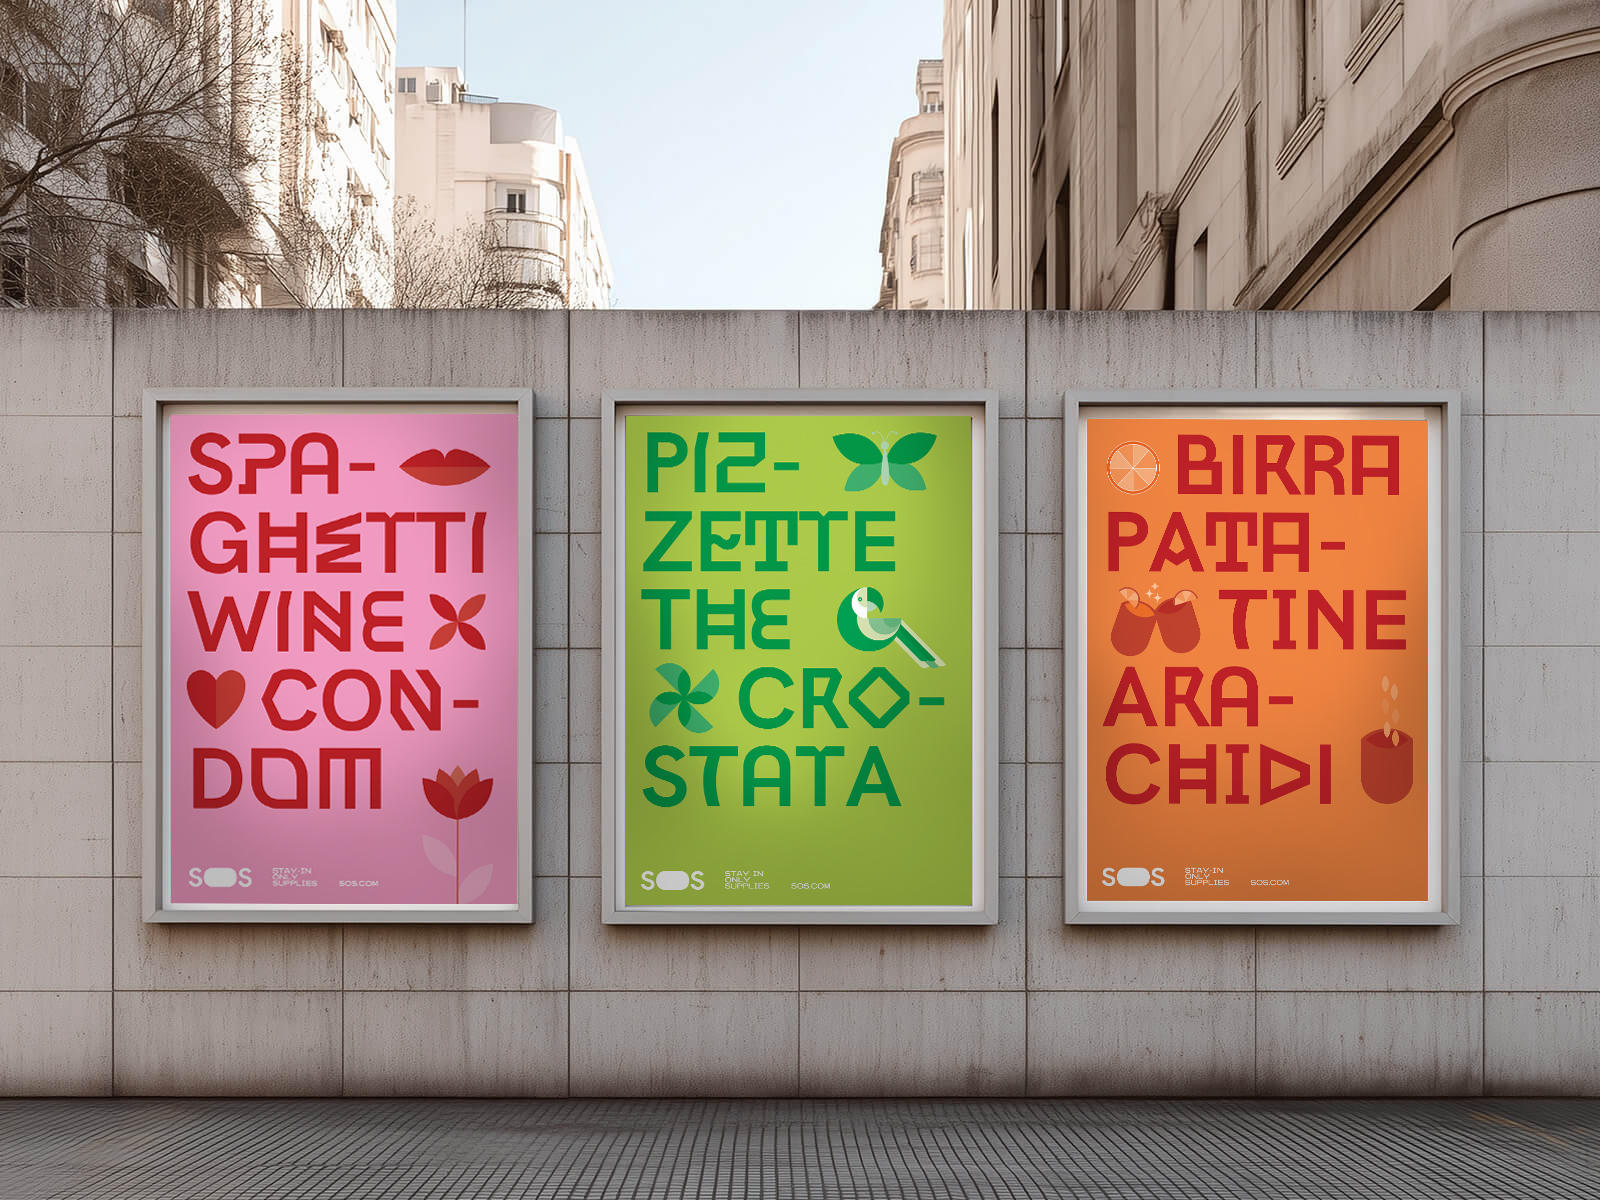 SPA-
GHETTI
WINE
CON-
DOM
SOS
STAY-IN
ONLY
SUPPLIES
SOS.COM
PIZ-
ZETTE
THE
CRO-
STATA
SOS
STAY-IN
ONLY
SUPPLIES
SOS.COM
BIRRA
PATA-
TINE
ARA-
CHIDI
SOS
STAY-IN
ONLY
SUPPLIES
SOS.COM